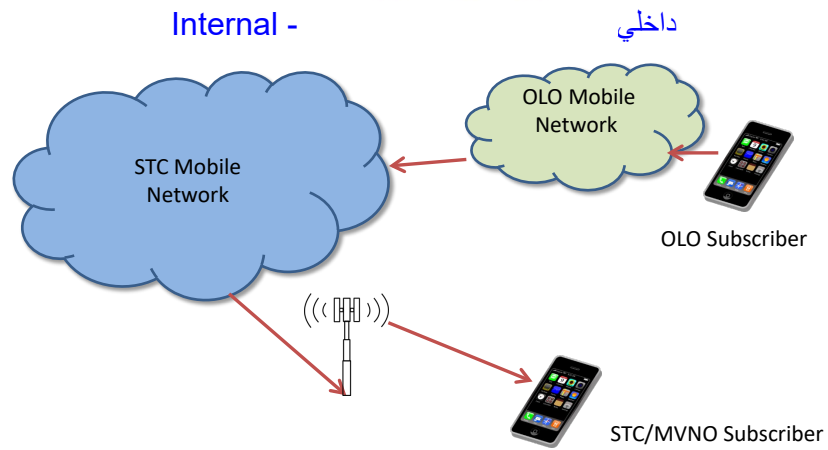 Internal - داخلي
OLO Mobile
Network
STC Mobile
Network
OLO Subscriber
STC/MVNO Subscriber